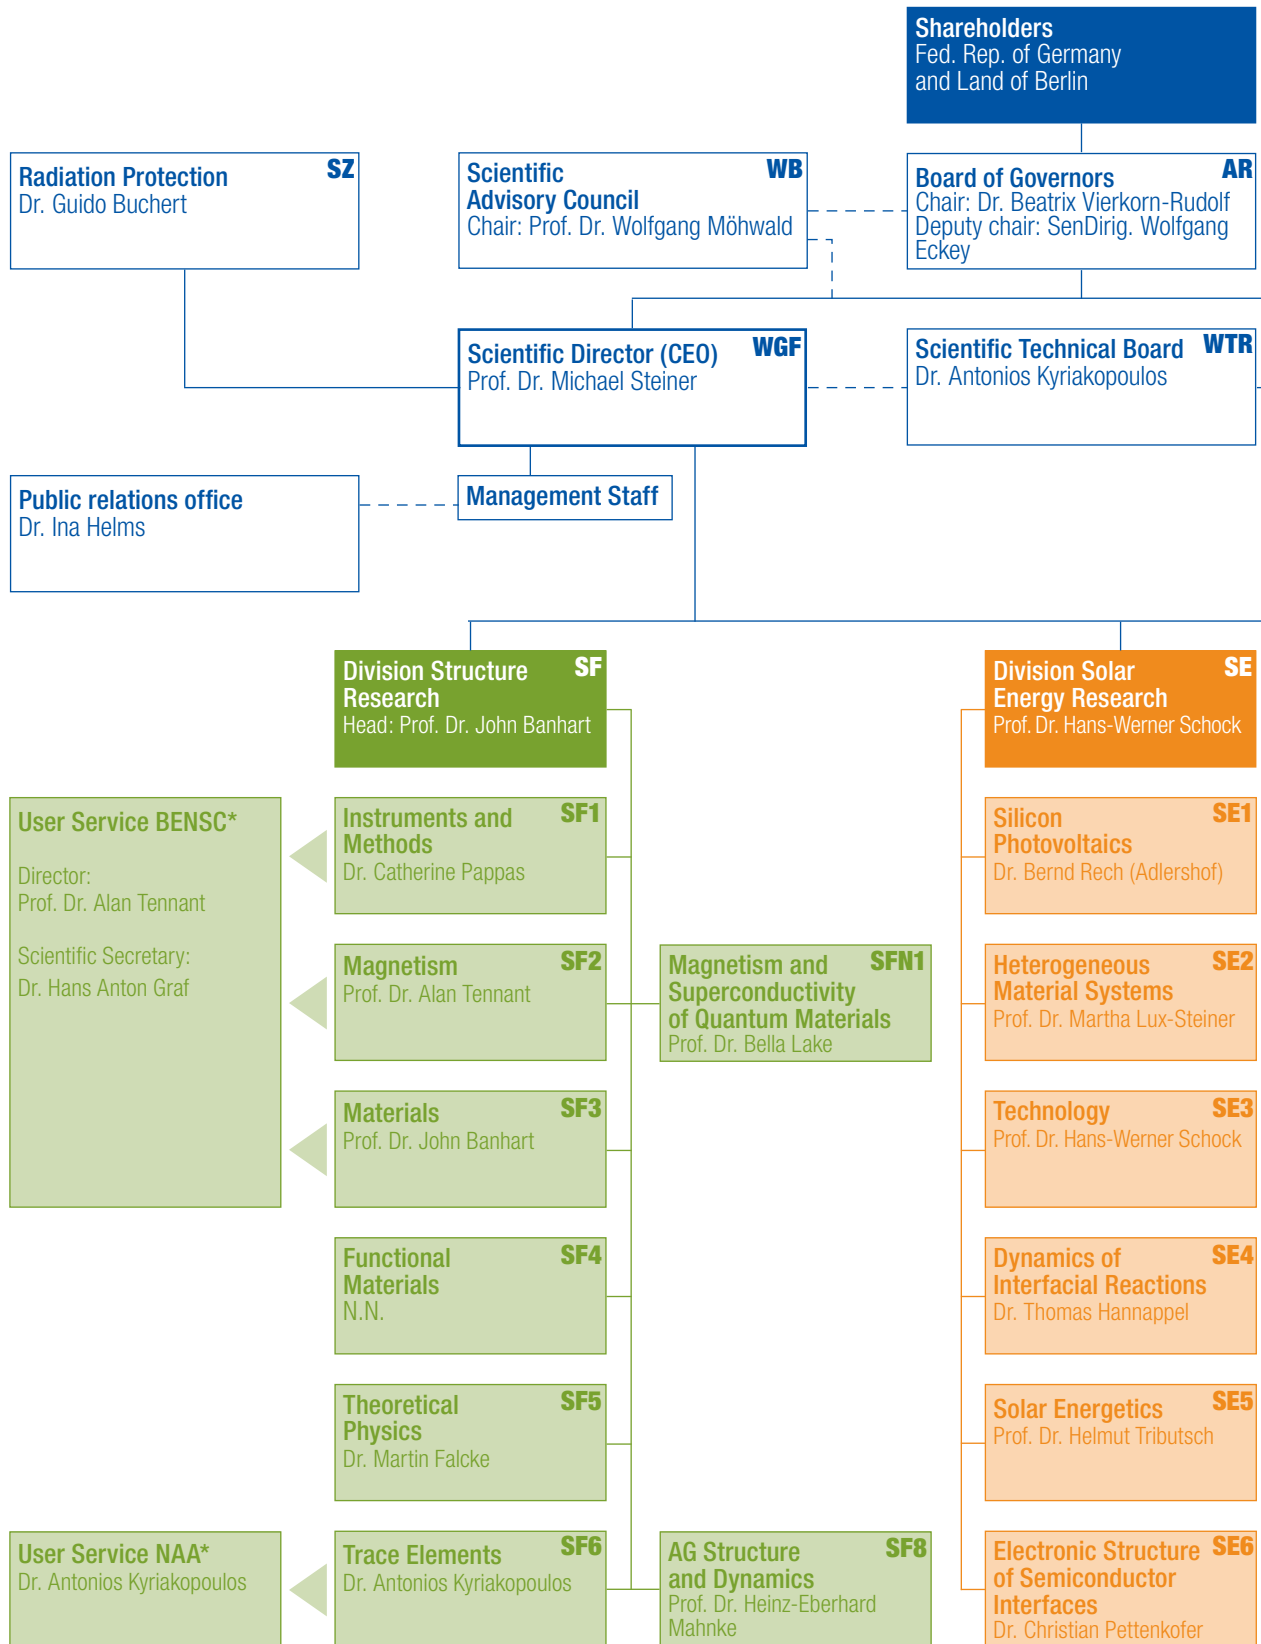 Shareholders
Fed. Rep. of Germany
and Land of Berlin
Radiation Protection SZ
Dr. Guido Buchert
Scientific WB
Advisory Council
Chair: Prof. Dr. Wolfgang Möhwald
Board of Governors AR
Chair: Dr. Beatrix Vierkorn-Rudolf
Deputy chair: SenDirig. Wolfgang
Eckey
Scientific Director (CEO) WGF
Prof. Dr. Michael Steiner
Scientific Technical Board WTR
Dr. Antonios Kyriakopoulos
Public relations office
Dr. Ina Helms
Management Staff
Division Structure SF
Research
Head: Prof. Dr. John Banhart
Division Solar SE
Energy Research
Prof. Dr. Hans-Werner Schock
User Service BENSC*
Director:
Prof. Dr. Alan Tennant
Scientific Secretary:
Dr. Hans Anton Graf
Instruments and SF1
Methods
Dr. Catherine Pappas
Silicon SE1
Photovoltaics
Dr. Bernd Rech (Adlershof)
Magnetism SF2
Prof. Dr. Alan Tennant
Magnetism and SFN1
Superconductivity
of Quantum Materials
Prof. Dr. Bella Lake
Heterogeneous SE2
Material Systems
Prof. Dr. Martha Lux-Steiner
Materials SF3
Prof. Dr. John Banhart
Technology SE3
Prof. Dr. Hans-Werner Schock
Functional SF4
Materials
N.N.
Dynamics of SE4
Interfacial Reactions
Dr. Thomas Hannappel
Theoretical SF5
Physics
Dr. Martin Falcke
Solar Energetics SE5
Prof. Dr. Helmut Tributsch
User Service NAA*
Dr. Antonios Kyriakopoulos
Trace Elements SF6
Dr. Antonios Kyriakopoulos
AG Structure SF8
and Dynamics
Prof. Dr. Heinz-Eberhard
Mahnke
Electronic Structure SE6
of Semiconductor
Interfaces
Dr. Christian Pettenkofer